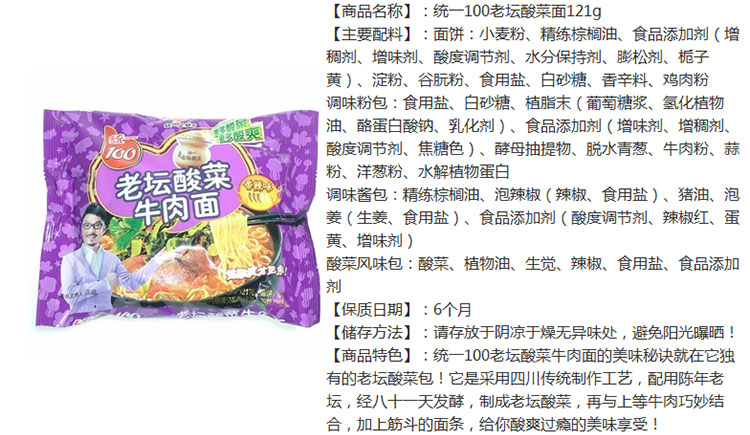 统一
100
老坛酸菜
牛肉面
【商品名称】：统一100老坛酸菜面121g
【主要配料】：面饼：小麦粉、精练棕榈油、食品添加剂（增
稠剂、增味剂、酸度调节剂、水分保持剂、膨松剂、栀子
黄）、淀粉、谷朊粉、食用盐、白砂糖、香辛料、鸡肉粉
调味粉包：食用盐、白砂糖、植脂末（葡萄糖浆、氢化植物
油、酪蛋白酸钠、乳化剂）、食品添加剂（增味剂、增稠剂、
酸度调节剂、焦糖色）、酵母抽提物、脱水青葱、牛肉粉、蒜
粉、洋葱粉、水解植物蛋白
调味酱包：精练棕榈油、泡辣椒（辣椒、食用盐）、猪油、泡
姜（生姜、食用盐）、食品添加剂（酸度调节剂、辣椒红、蛋
黄、增味剂）
酸菜风味包：酸菜、植物油、生觉、辣椒、食用盐、食品添加
剂
【保质日期】：6个月
【储存方法】：请存放于阴凉于燥无异味处，避免阳光曝晒！
【商品特色】：统一100老坛酸菜牛肉面的美味秘诀就在它独
有的老坛酸菜包！它是采用四川传统制作工艺，配用陈年老
坛，经八十一天发酵，制成老坛酸菜，再与上等牛肉巧妙结
合，加上筋斗的面条，给你酸爽过瘾的美味享受！